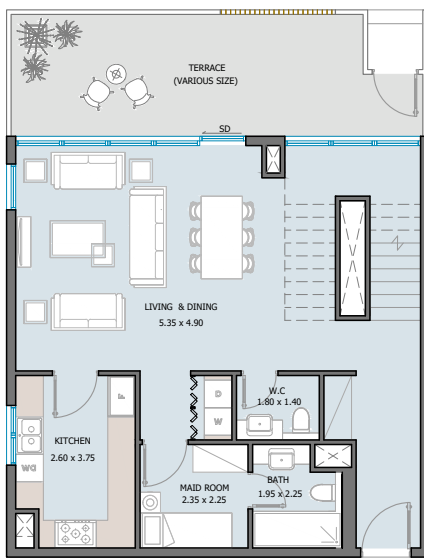 TERRACE
(VARIOUS SIZE)
SD
LIVING & DINING
5.35 x 4.90
W.C
1.80 x 1.40
D
W
F
KITCHEN
2.60 x 3.75
MAID ROOM
2.35 x 2.25
BATH
1.95 x 2.25